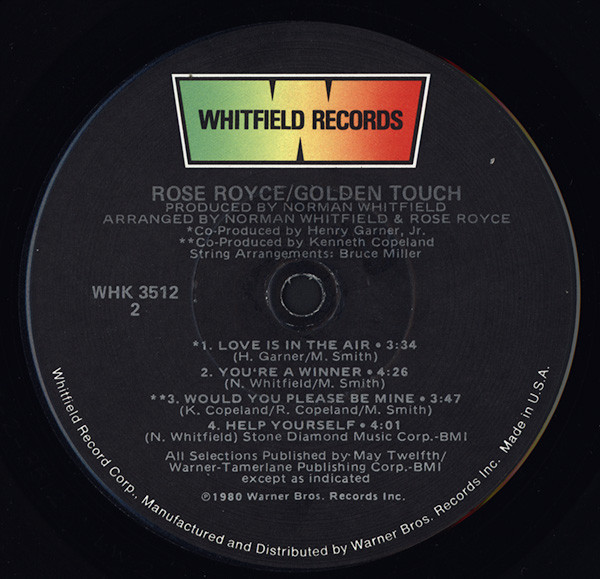 WHITFIELD RECORDS
ROSE ROYCE/GOLDEN TOUCH
PRODUCED BY NORMAN WHITFIELD
ARRANGED BY NORMAN WHITFIELD & ROSE ROYCE
*Co-Produced by Henry Garner, Jr.
**Co-Produced by Kenneth Copeland
String Arrangements: Bruce Miller
WHK 3512
2
*1. LOVE IS IN THE AIR • 3:34
(H. Garner/M. Smith)
2. YOU'RE A WINNER • 4:26
(N. Whitfield/M. Smith)
**3. WOULD YOU PLEASE BE MINE • 3:47
(K. Copeland/R. Copeland/M. Smith)
4. HELP YOURSELF • 4:01
(N. Whitfield) Stone Diamond Music Corp.-BMI
All Selections Published by May Twelfth/
Warner-Tamerlane Publishing Corp.-BMI
except as indicated
℗1980 Warner Bros. Records Inc.
Whitfield Record Corp., Manufactured and Distributed by Warner Bros. Records Inc. Made in U.S.A.